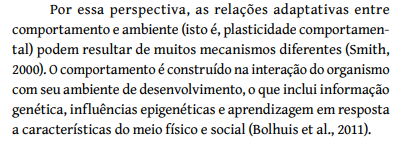 Por essa perspectiva, as relações adaptativas entre
comportamento e ambiente (isto é, plasticidade comportamen-
tal) podem resultar de muitos mecanismos diferentes (Smith,
2000). O comportamento é construído na interação do organismo
com seu ambiente de desenvolvimento, o que inclui informação
genética, influências epigenéticas e aprendizagem em resposta
a características do meio físico e social (Bolhuis et al., 2011).